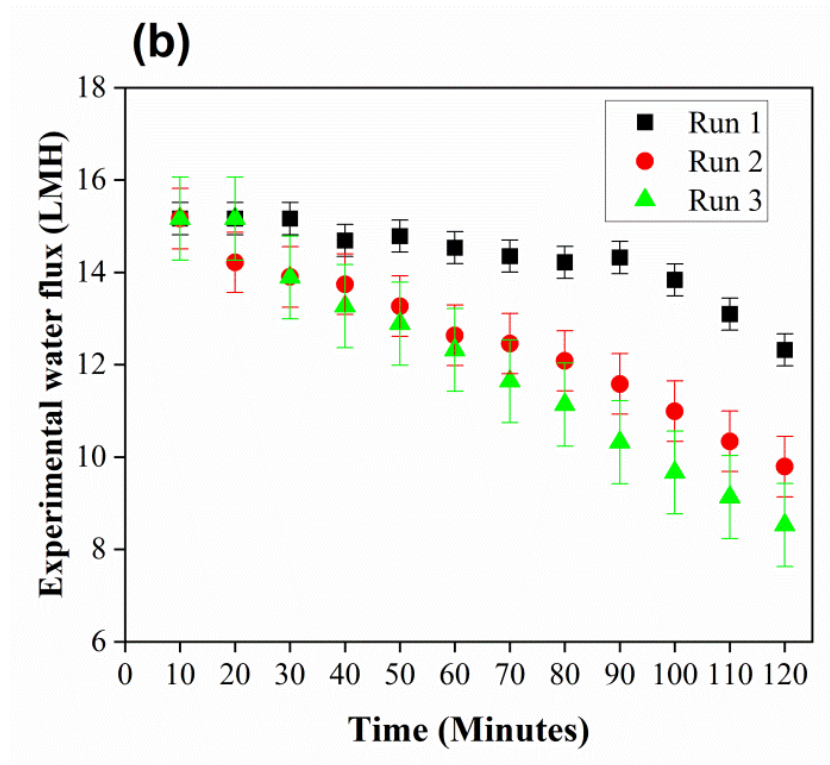 (b)
18
16
14
12
10
8
6
Experimental water flux (LMH)
Run 1
Run 2
Run 3
0 10 20 30 40 50 60 70 80 90 100 110 120
Time (Minutes)